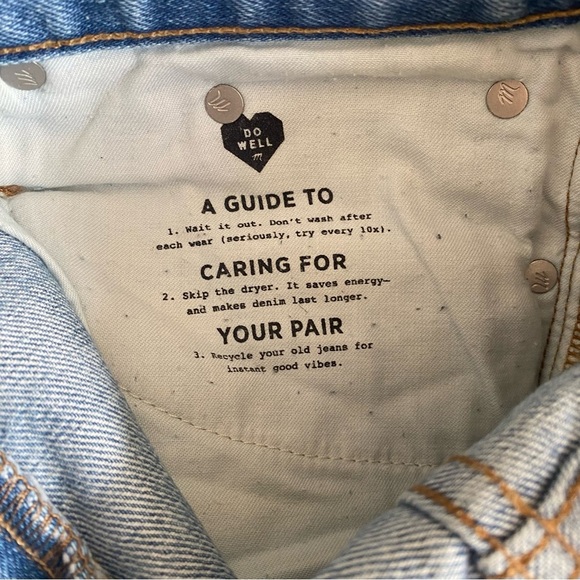 DO
WELL
m
A GUIDE TO
1. Wait it out. Don't wash after
each wear (seriously, try every 10x).
CARING FOR
2. Skip the dryer. It saves energy—
and makes denim last longer.
YOUR PAIR
3. Recycle your old jeans for
instant good vibes.